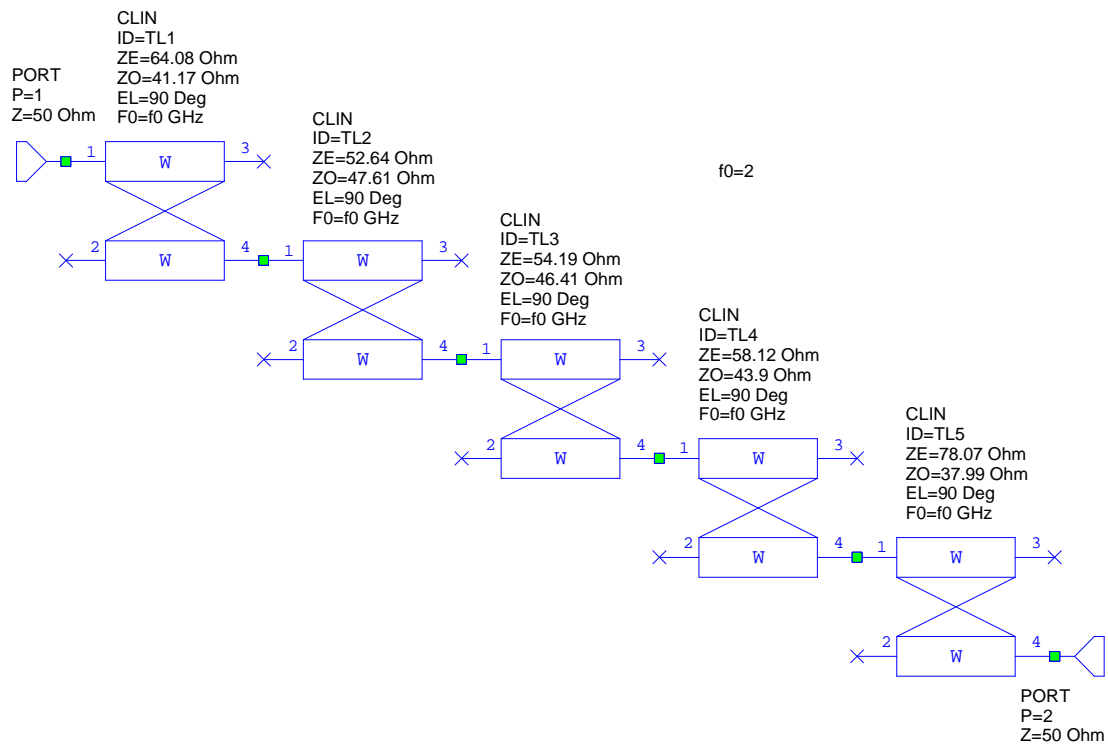 CLIN
ID=TL1
ZE=64.08 Ohm
ZO=41.17 Ohm
EL=90 Deg
F0=f0 GHz
PORT
P=1
Z=50 Ohm
1
W
3
2
W
4
CLIN
ID=TL2
ZE=52.64 Ohm
ZO=47.61 Ohm
EL=90 Deg
F0=f0 GHz
1
W
3
2
W
4
f0=2
CLIN
ID=TL3
ZE=54.19 Ohm
ZO=46.41 Ohm
EL=90 Deg
F0=f0 GHz
1
W
3
2
W
4
CLIN
ID=TL4
ZE=58.12 Ohm
ZO=43.9 Ohm
EL=90 Deg
F0=f0 GHz
1
W
3
2
W
4
CLIN
ID=TL5
ZE=78.07 Ohm
ZO=37.99 Ohm
EL=90 Deg
F0=f0 GHz
1
W
3
2
W
4
PORT
P=2
Z=50 Ohm